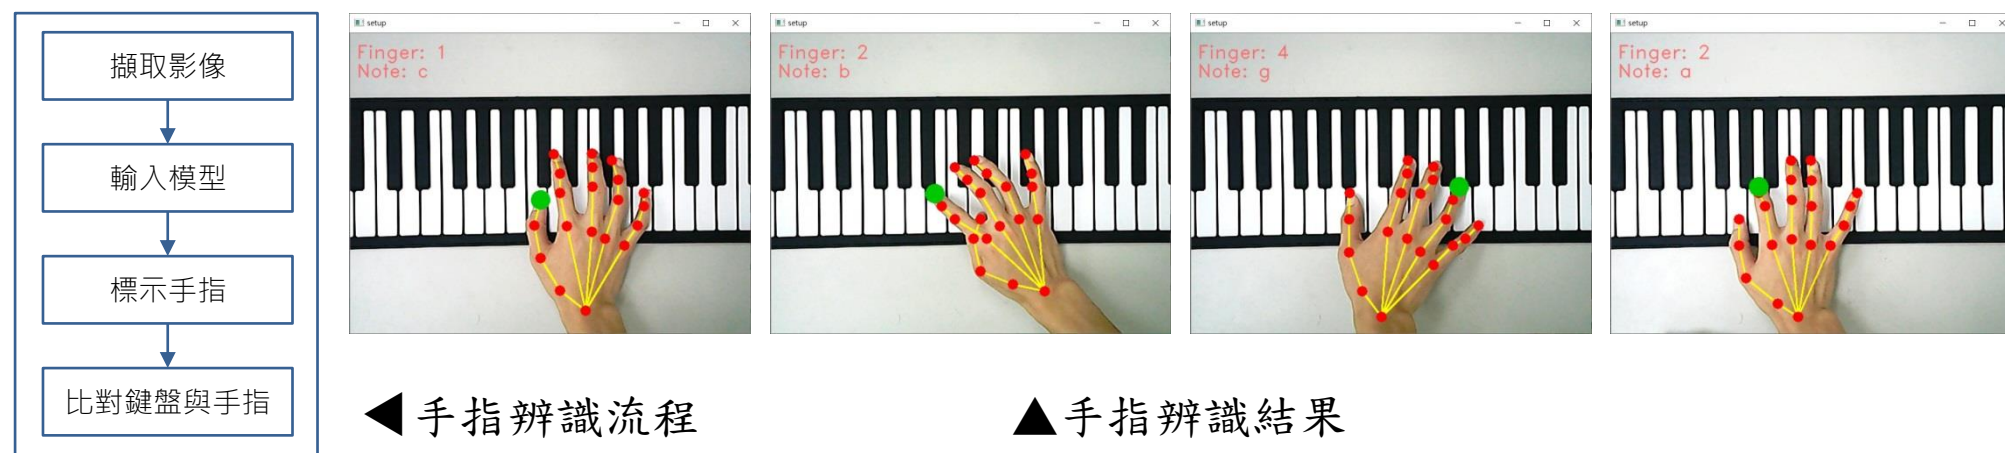 擷取影像
輸入模型
標示手指
比對鍵盤與手指
setup
Finger: 1
Note: c
setup
Finger: 2
Note: b
setup
Finger: 4
Note: g
setup
Finger: 2
Note: a
◀手指辨識流程
▲手指辨識結果